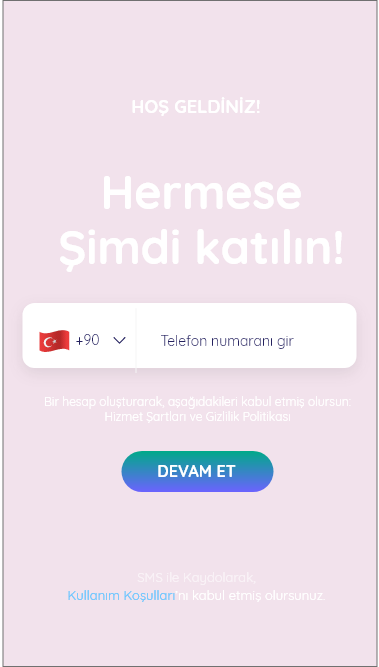 HOŞ GELDİNİZ!
Hermese
Şimdi katılın!
+90
Telefon numaranı gir
Bir hesap oluşturarak, aşağıdakileri kabul etmiş olursun:
Hizmet Şartları ve Gizlilik Politikası
DEVAM ET
SMS ile Kaydolarak,
Kullanım Koşulları'nı kabul etmiş olursunuz.